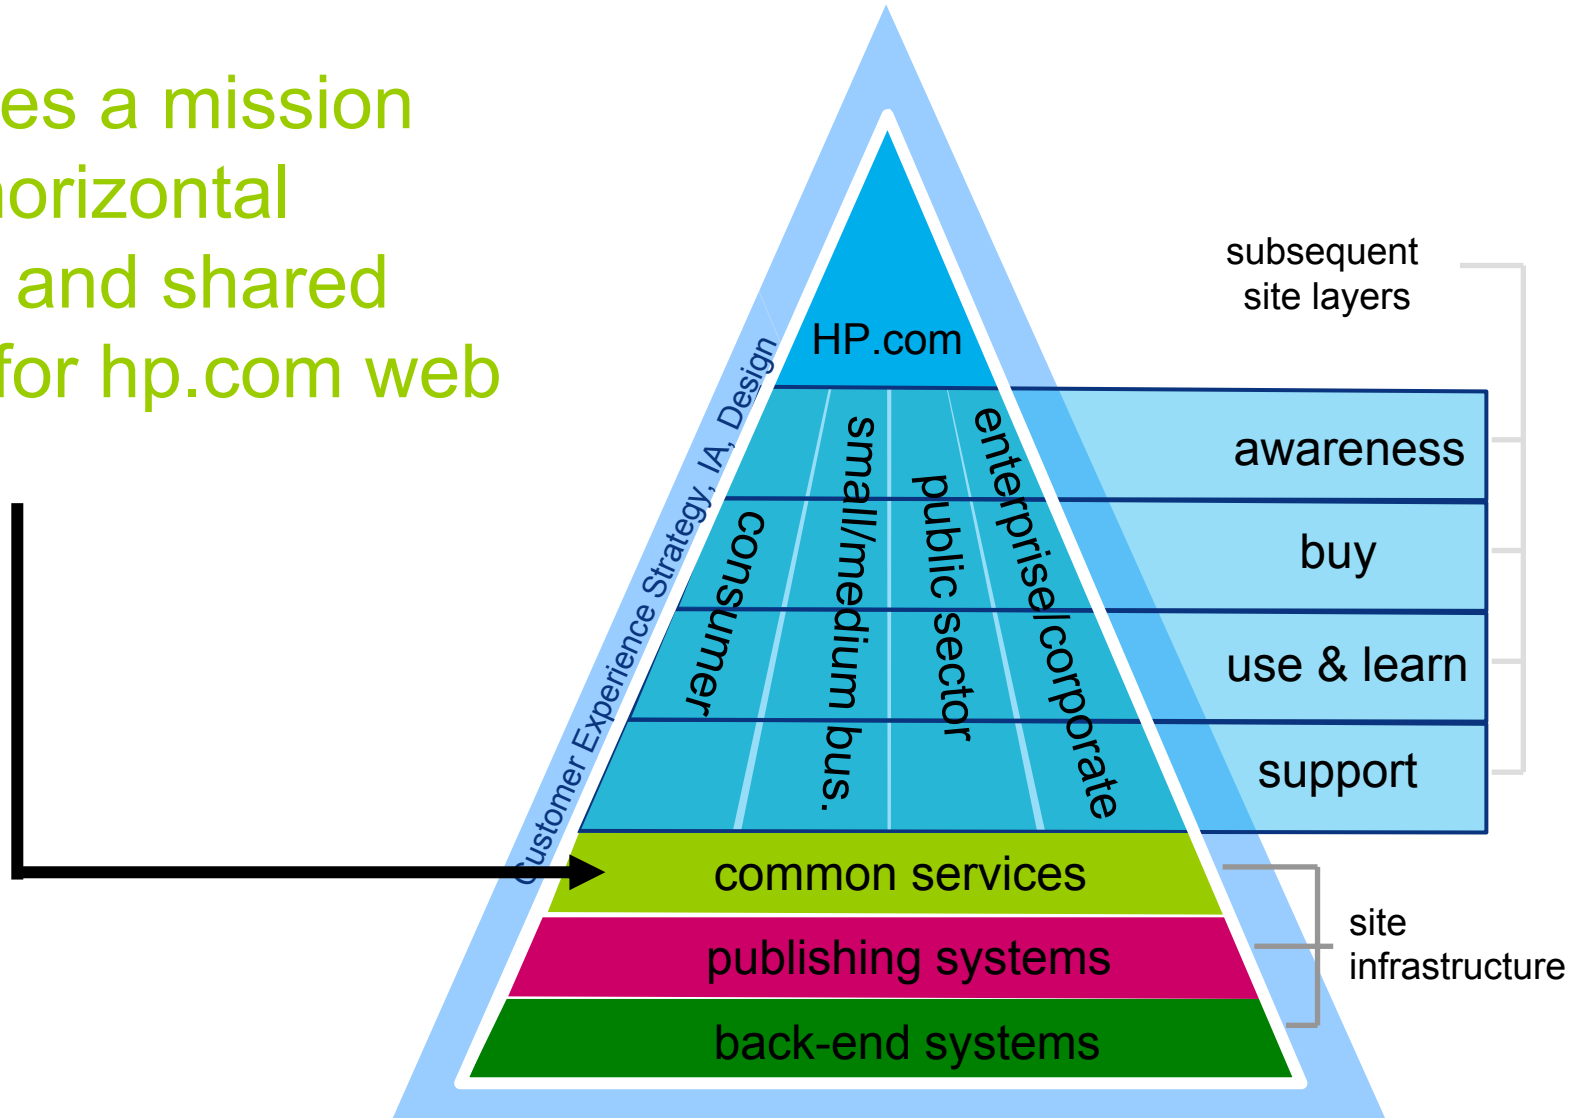 es a mission
horizontal
and shared
for hp.com web
subsequent
site layers
HP.com
Customer Experience Strategy, IA, Design
consumer
small/medium bus.
public sector
enterprise/corporate
awareness
buy
use & learn
support
common services
publishing systems
back-end systems
site
infrastructure